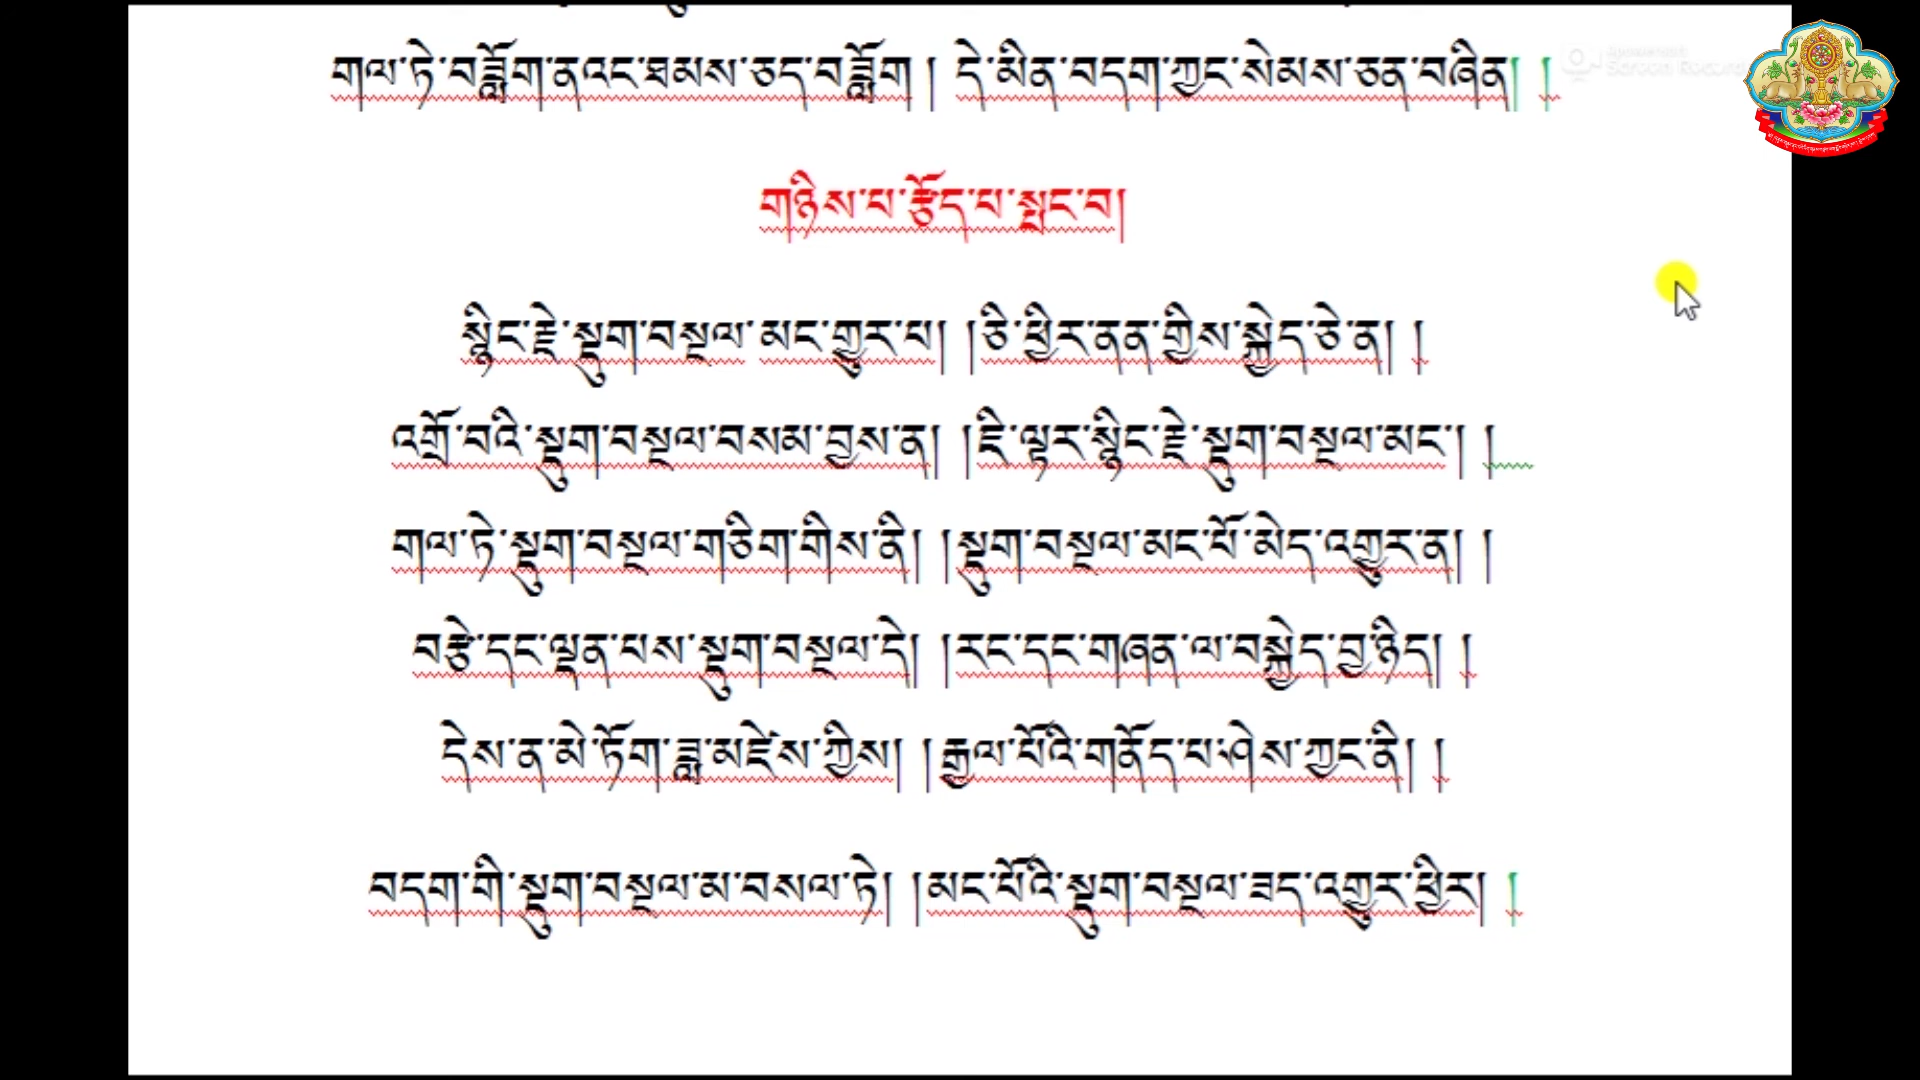 གལ་ཏེ་བཟློག་ནའང་ཐམས་ཅད་བཟློག། དེ་མིན་བདག་ཀྱང་སེམས་ཅན་བཞིན། །
གཉིས་པ་རྩོད་པ་སྤང་བ།
སྙིང་རྗེ་སྡུག་བསྔལ་མང་གྱུར་པ། །ཅི་ཕྱིར་ནན་གྱིས་སྐྱེད་ཅེ་ན། །
འགྲོ་བའི་སྡུག་བསྔལ་བསམ་བྱས་ན། །ཇི་ལྟར་སྙིང་རྗེ་སྡུག་བསྔལ་མང་། །
གལ་ཏེ་སྡུག་བསྔལ་གཅིག་གིས་ནི། །སྡུག་བསྔལ་མང་པོ་མེད་འགྱུར་ན། །
བརྩེ་དང་ལྡན་པས་སྡུག་བསྔལ་དེ། །རང་དང་གཞན་ལ་བསྐྱེད་བྱ་ཉིད། །
དེས་ན་མེ་ཏོག་ཟླ་མཛེས་ཀྱིས། །རྒྱལ་པོའི་གནོད་པ་ཤེས་ཀྱང་ནི། །
བདག་གི་སྡུག་བསྔལ་མ་བསལ་ཏེ། །མང་པོའི་སྡུག་བསྔལ་ཟད་འགྱུར་ཕྱིར། །
Screen Recorder